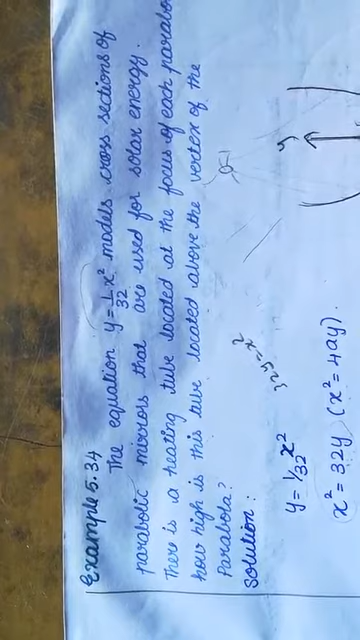 Example 5.34
The equation y = 1/32 x² models cross sections of
parabolic mirrors that are used for solar energy.
There is a heating tube located at the focus of each
how high is this tube located above the vertex of the
Parabola?
Solution:
32y = x²
y = 1/32 x²
x² = 32y (x² = 4ay).
y